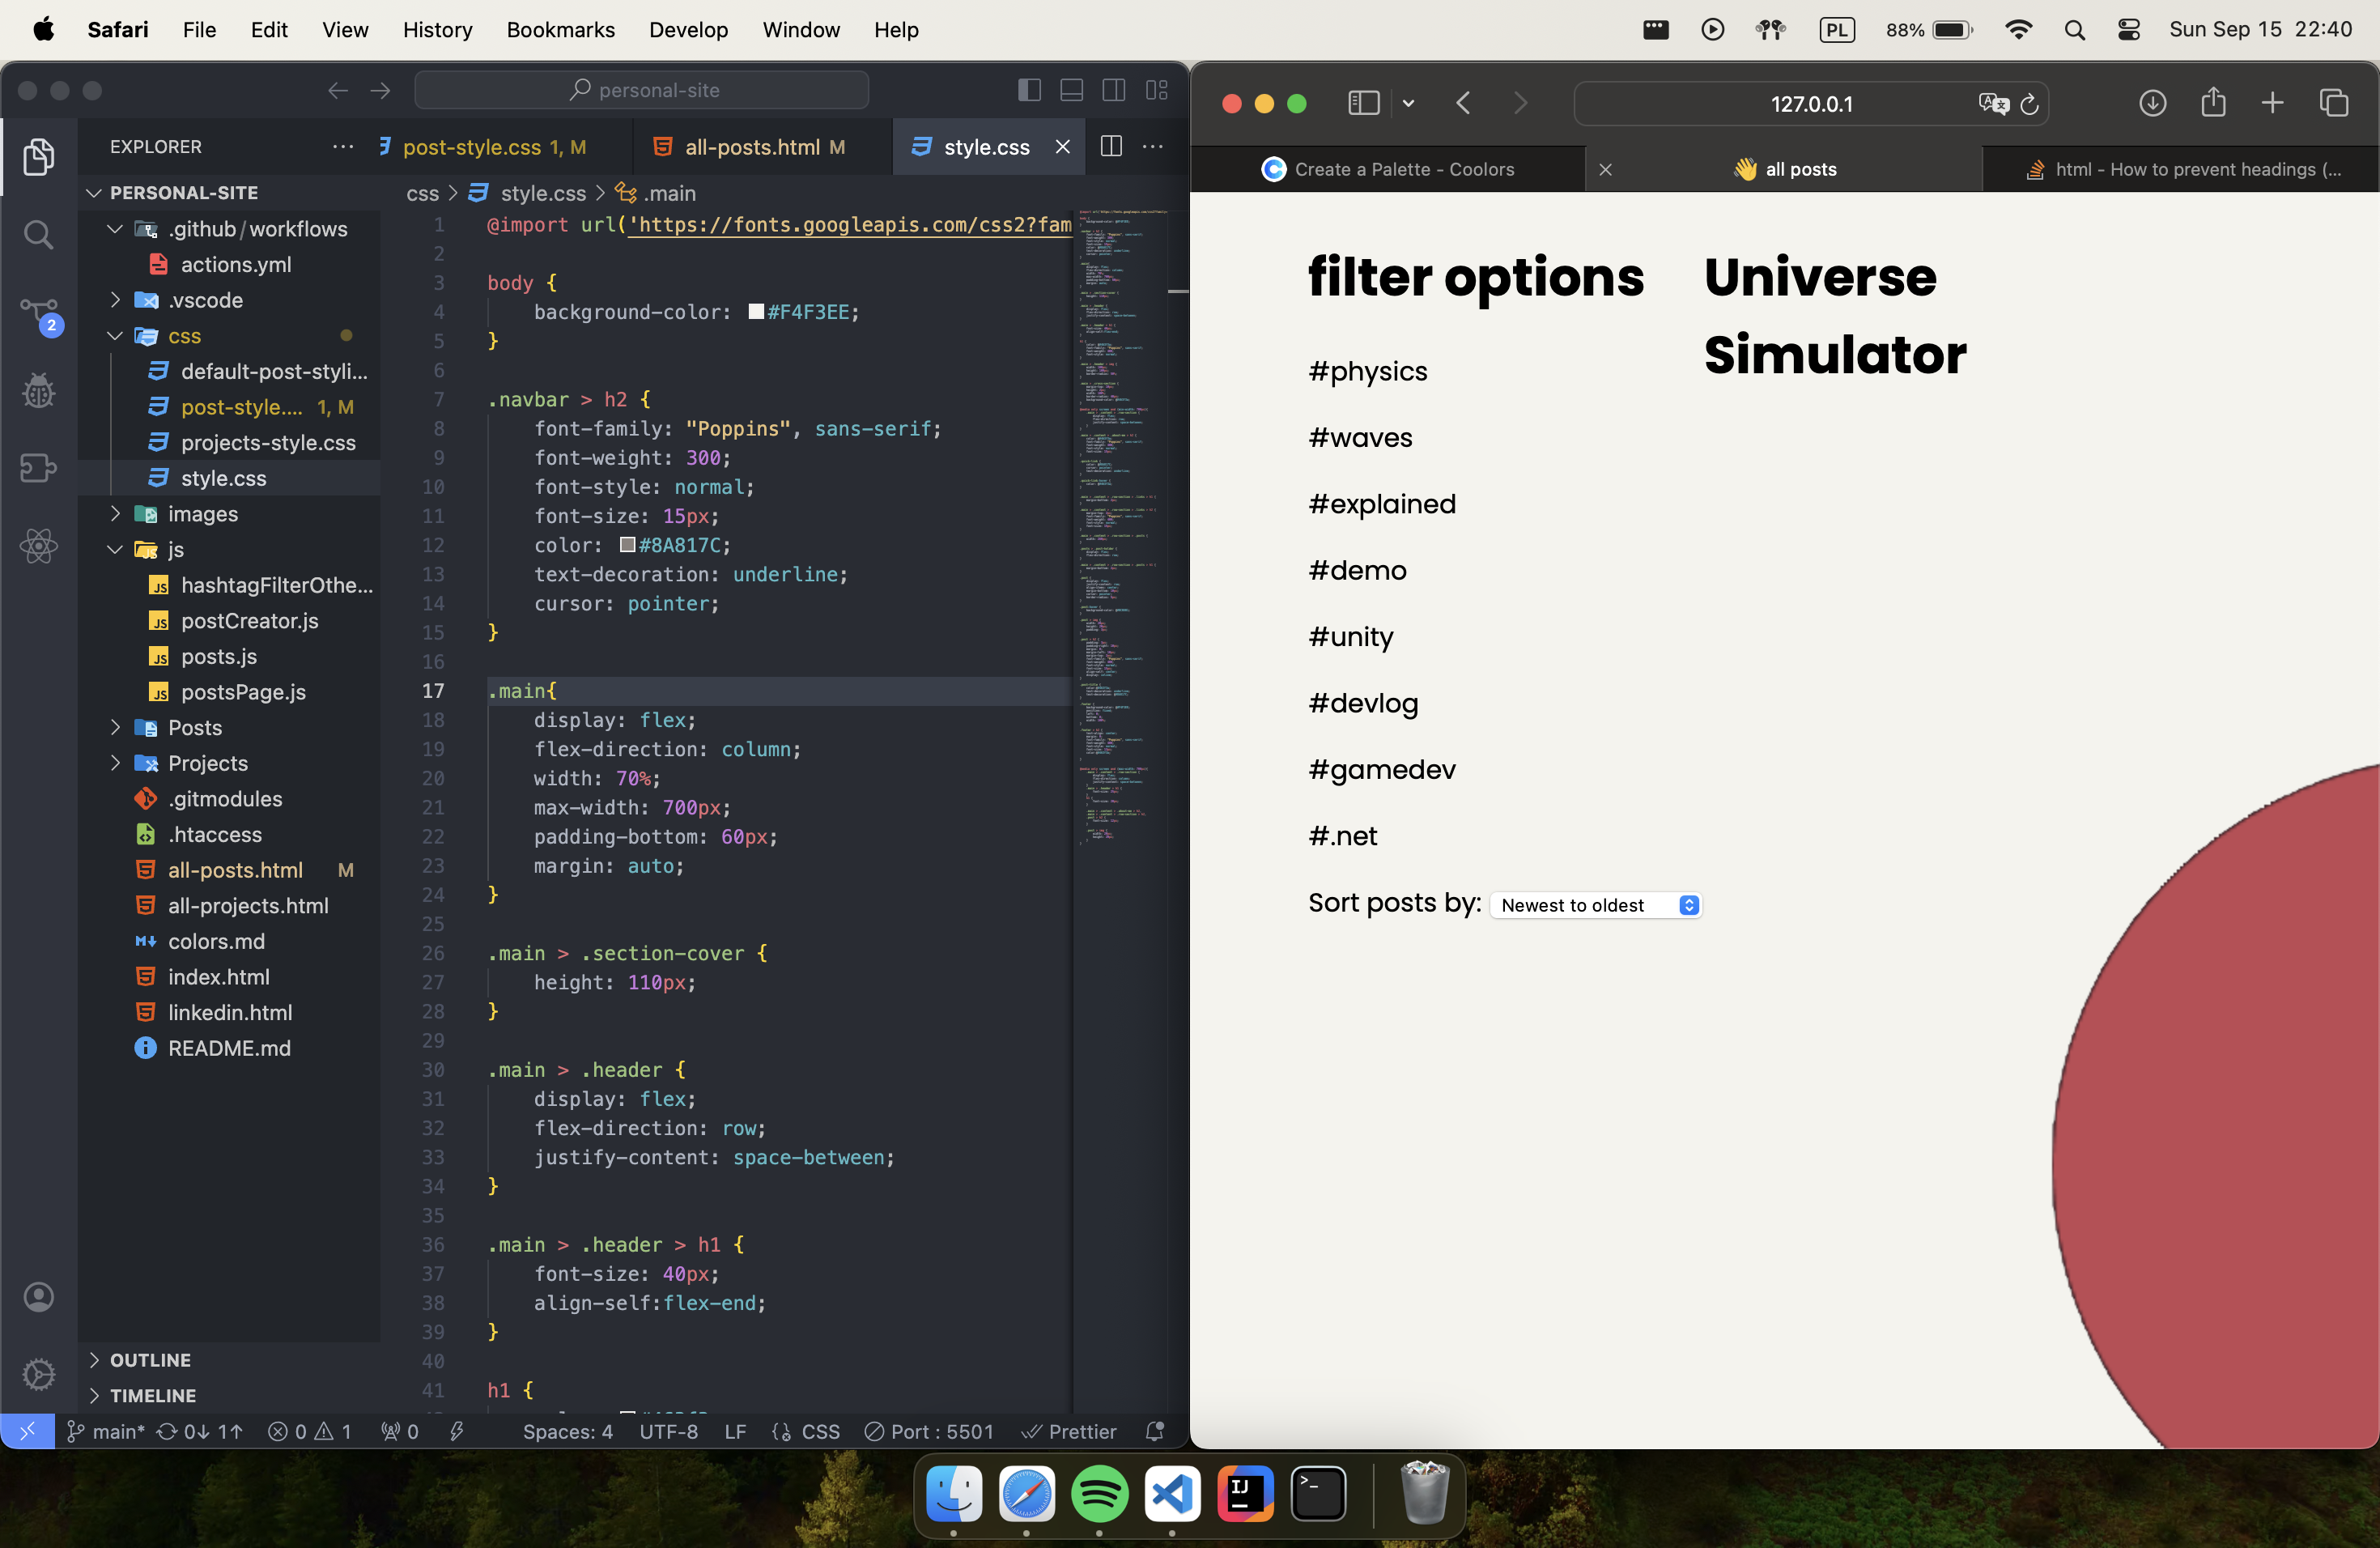 Safari File Edit View History Bookmarks Develop Window Help
PL 88% Sun Sep 15 22:40
personal-site
EXPLORER
post-style.css 1, M
all-posts.html M
style.css
PERSONAL-SITE
css > style.css > .main
.github/workflows
actions.yml
.vscode
css
default-post-styli...
post-style.... 1, M
projects-style.css
style.css
images
js
JS hashtagFilterOthe...
JS postCreator.js
JS posts.js
JS postsPage.js
Posts
Projects
.gitmodules
.htaccess
all-posts.html M
all-projects.html
colors.md
index.html
linkedin.html
README.md
OUTLINE
TIMELINE
2
1 @import url('https://fonts.googleapis.com/css2?fam
2
3 body {
4 background-color: #F4F3EE;
5 }
6
7 .navbar > h2 {
8 font-family: "Poppins", sans-serif;
9 font-weight: 300;
10 font-style: normal;
11 font-size: 15px;
12 color: #8A817C;
13 text-decoration: underline;
14 cursor: pointer;
15 }
16
17 .main{
18 display: flex;
19 flex-direction: column;
20 width: 70%;
21 max-width: 700px;
22 padding-bottom: 60px;
23 margin: auto;
24 }
25
26 .main > .section-cover {
27 height: 110px;
28 }
29
30 .main > .header {
31 display: flex;
32 flex-direction: row;
33 justify-content: space-between;
34 }
35
36 .main > .header > h1 {
37 font-size: 40px;
38 align-self:flex-end;
39 }
40
41 h1 {
main* 0↓ 1↑ 0 1 0 Spaces: 4 UTF-8 LF CSS Port : 5501 Prettier
127.0.0.1
Create a Palette - Coolors
all posts
html - How to prevent headings (...
filter options
#physics
#waves
#explained
#demo
#unity
#devlog
#gamedev
#.net
Sort posts by: Newest to oldest
Universe
Simulator
IJ